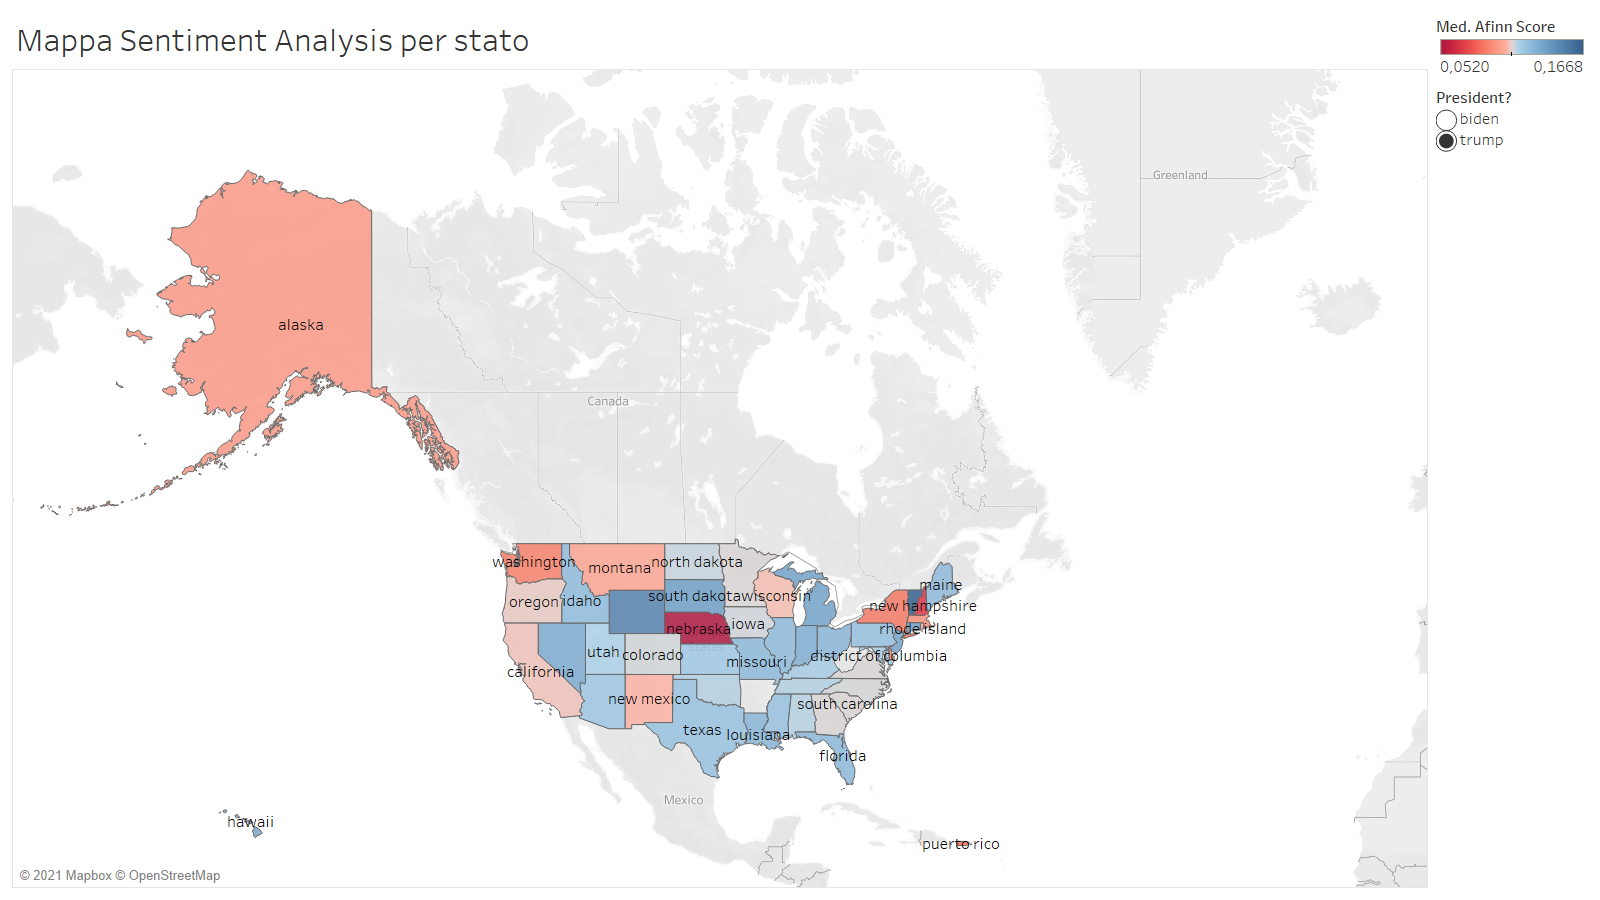 Mappa Sentiment Analysis per stato
Med. Afinn Score
0,0520 0,1668
President?
biden
trump
Greenland
alaska
Canada
washington
montana
north dakota
oregon
idaho
south dakota
wisconsin
maine
new hampshire
nebraska
iowa
rhode island
States
utah
colorado
missouri
district of columbia
california
new mexico
south carolina
texas
louisiana
florida
Mexico
hawaii
puerto rico
© 2021 Mapbox © OpenStreetMap